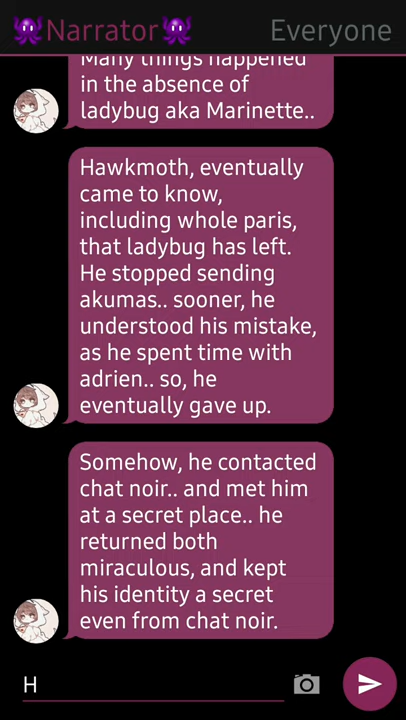 🐙Narrator🐙 Everyone
Many things happened
in the absence of
ladybug aka Marinette..
Hawkmoth, eventually
came to know,
including whole paris,
that ladybug has left.
He stopped sending
akumas.. sooner, he
understood his mistake,
as he spent time with
adrien.. so, he
eventually gave up.
Somehow, he contacted
chat noir.. and met him
at a secret place.. he
returned both
miraculous, and kept
his identity a secret
even from chat noir.
H